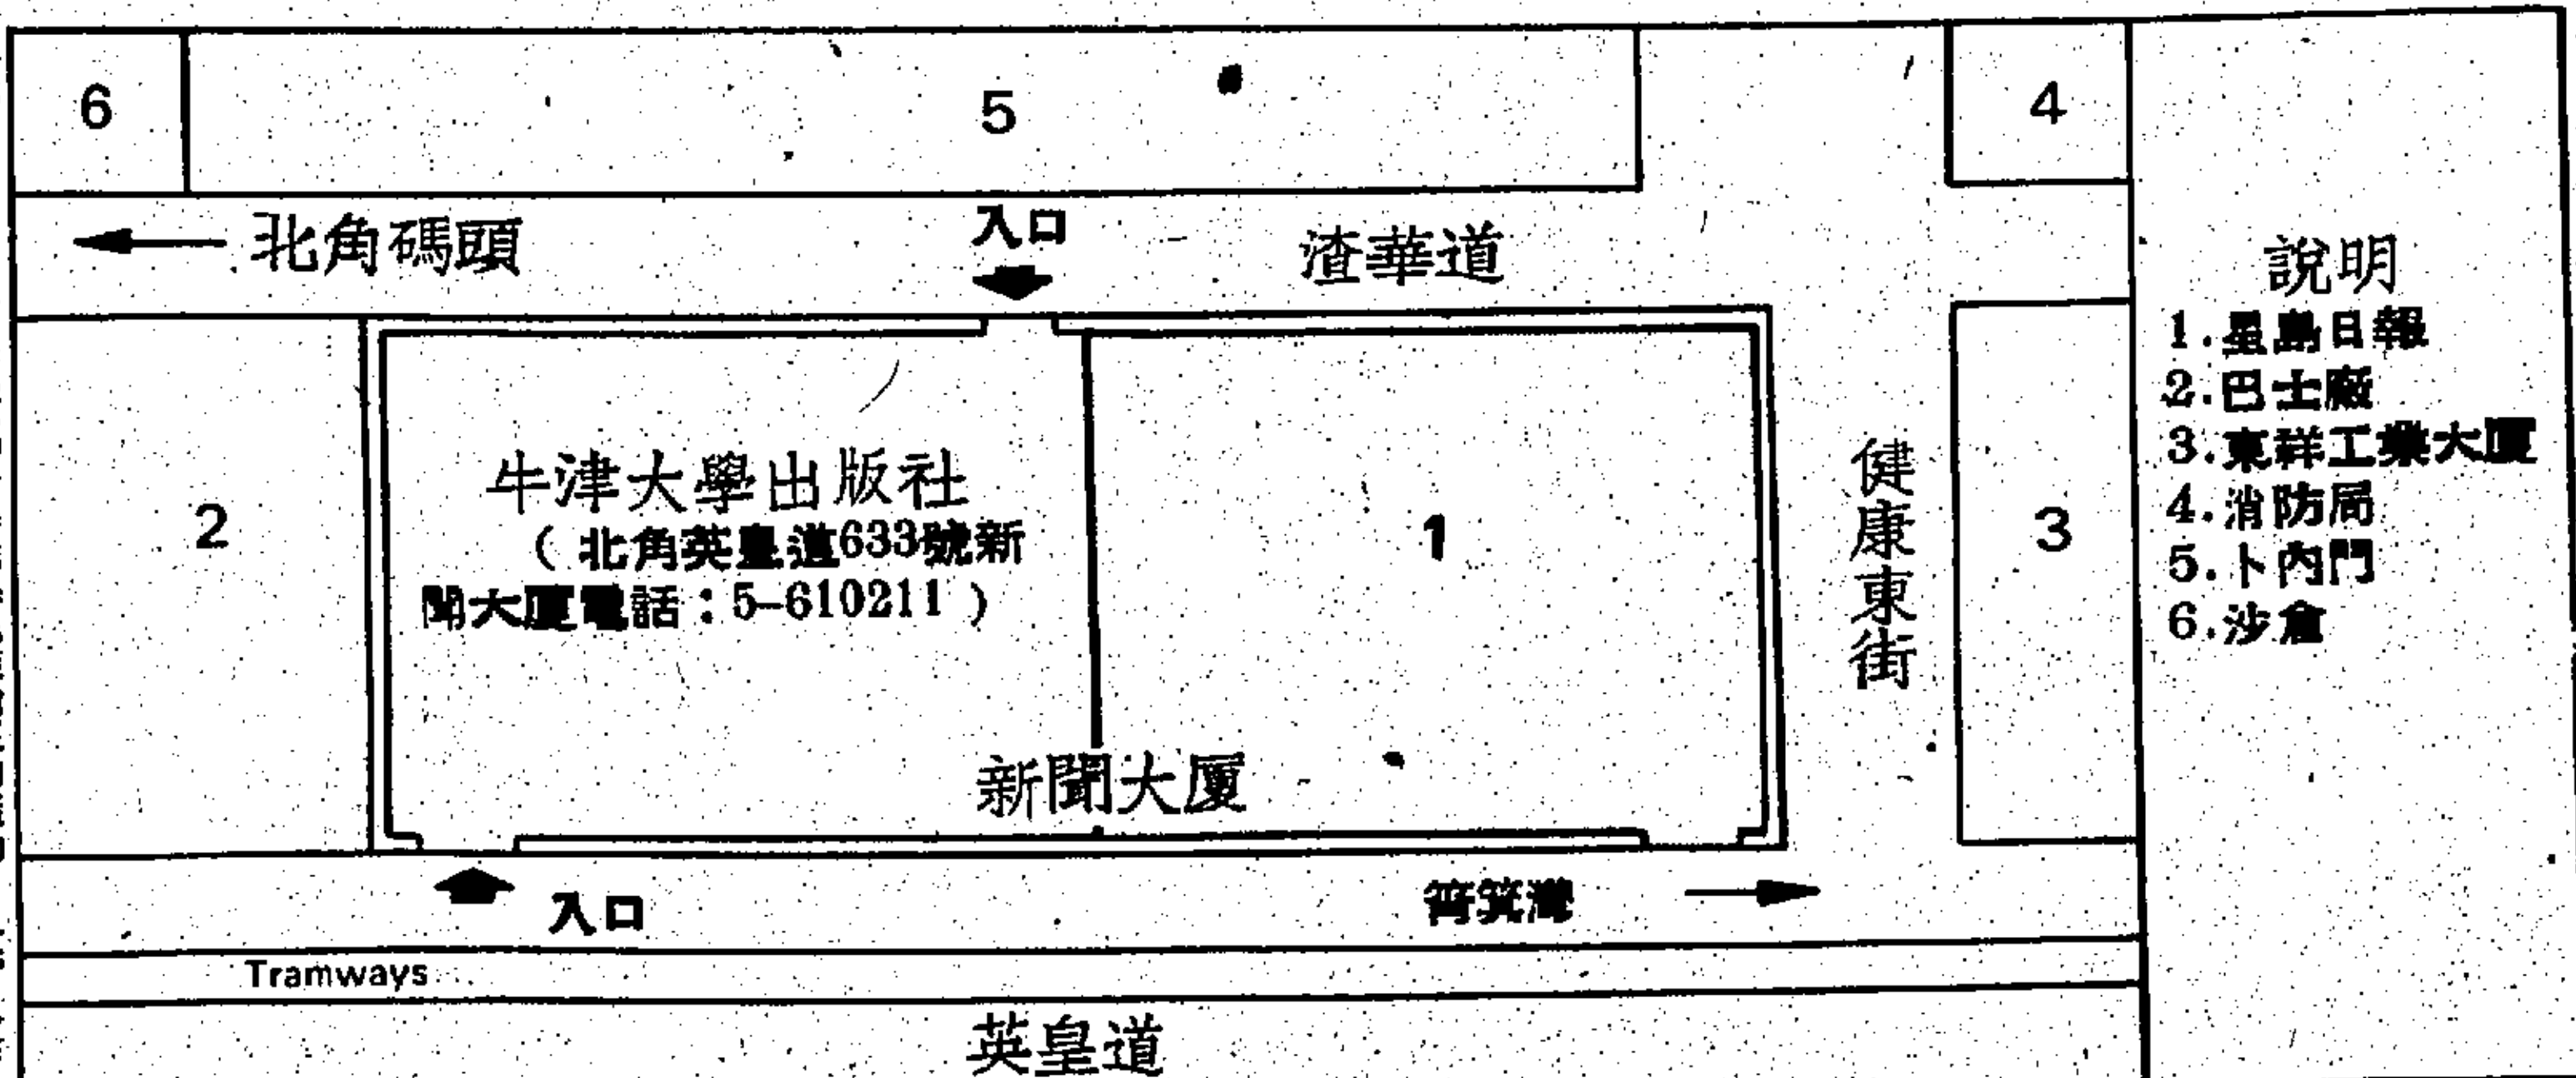 6
5
4
北角碼頭
入口
渣華道
說明
1.星島日報
2.巴士廠
3.東祥工業大厦
4.消防局
5.卜內門
6.沙倉
2
牛津大學出版社
（北角英皇道633號新
聞大厦電話：5-610211）
1
健康東街
3
新聞大厦
入口
筲箕灣
Tramways
英皇道